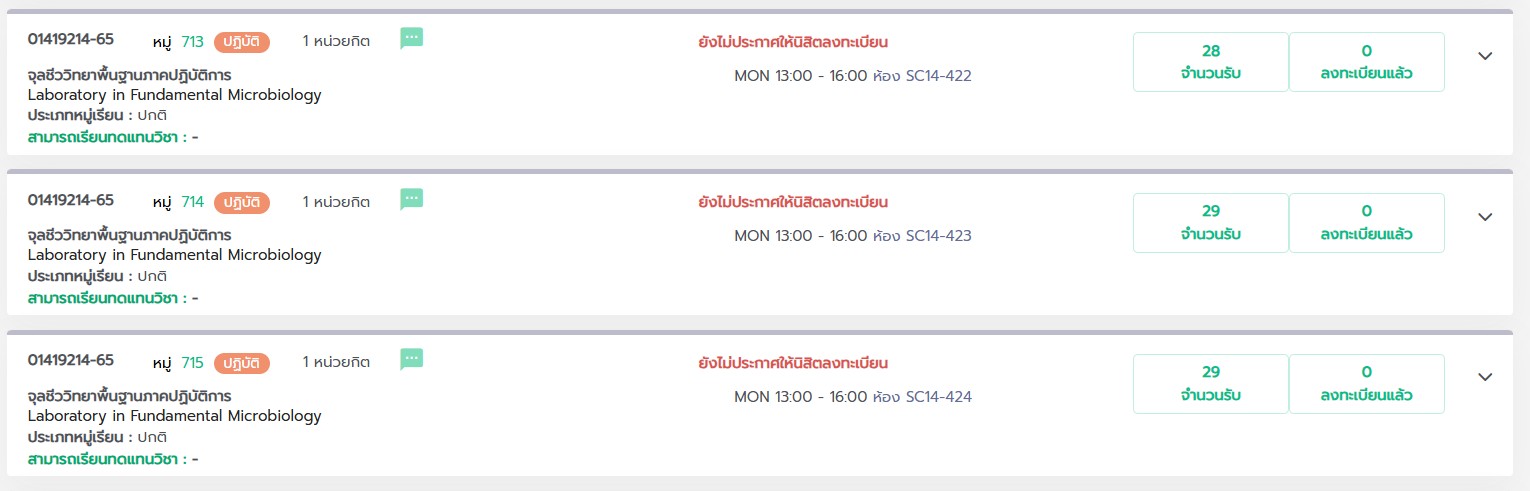 01419214-65 หมู่ 713 ปฏิบัติ 1 หน่วยกิต ยังไม่ประกาศให้นิสิตลงทะเบียน 28 0
จำนวนรับ ลงทะเบียนแล้ว
MON 13:00 - 16:00 ห้อง SC14-422
จุลชีววิทยาพื้นฐานภาคปฏิบัติการ
Laboratory in Fundamental Microbiology
ประเภทหมู่เรียน : ปกติ
สามารถเรียนทดแทนวิชา : -
01419214-65 หมู่ 714 ปฏิบัติ 1 หน่วยกิต ยังไม่ประกาศให้นิสิตลงทะเบียน 29 0
จำนวนรับ ลงทะเบียนแล้ว
MON 13:00 - 16:00 ห้อง SC14-423
จุลชีววิทยาพื้นฐานภาคปฏิบัติการ
Laboratory in Fundamental Microbiology
ประเภทหมู่เรียน : ปกติ
สามารถเรียนทดแทนวิชา : -
01419214-65 หมู่ 715 ปฏิบัติ 1 หน่วยกิต ยังไม่ประกาศให้นิสิตลงทะเบียน 29 0
จำนวนรับ ลงทะเบียนแล้ว
MON 13:00 - 16:00 ห้อง SC14-424
จุลชีววิทยาพื้นฐานภาคปฏิบัติการ
Laboratory in Fundamental Microbiology
ประเภทหมู่เรียน : ปกติ
สามารถเรียนทดแทนวิชา : -